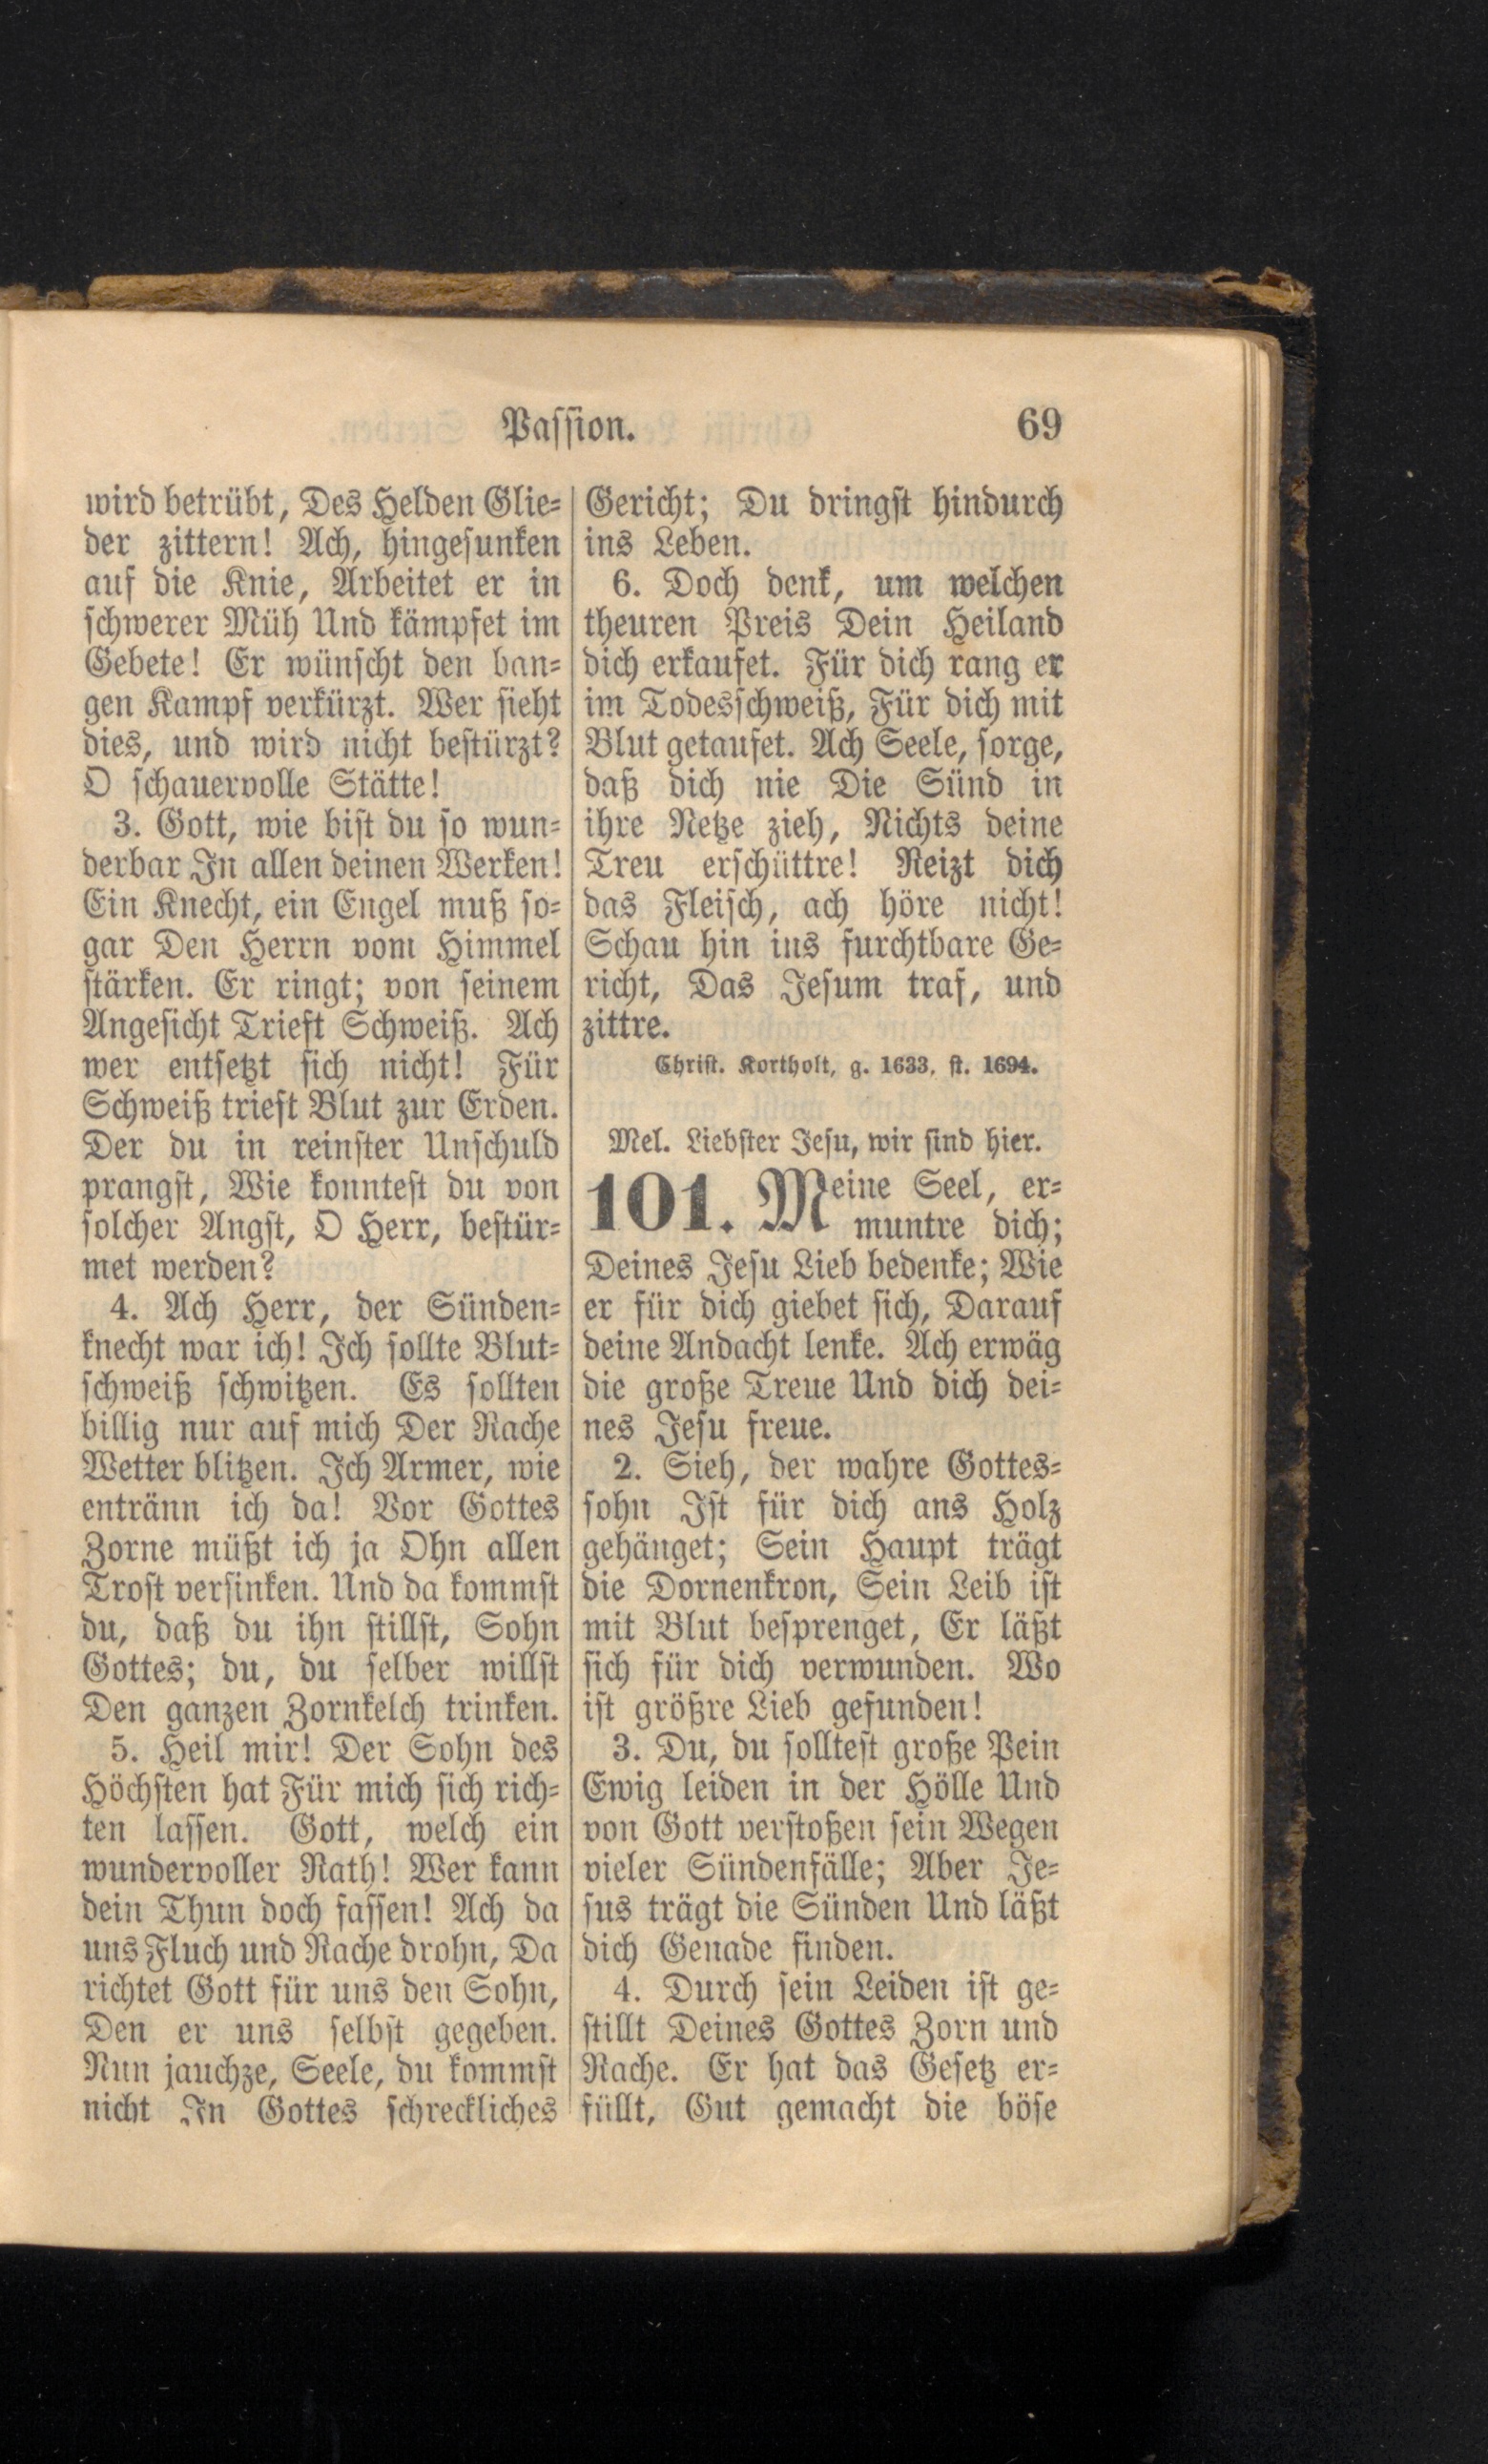 Passion. 69
wird betrübt, Des Helden Glie-
der zittern! Ach, hingesunken
auf die Knie, Arbeitet er in
schwerer Müh Und kämpfet im
Gebete! Er wünscht den ban-
gen Kampf verkürzt. Wer sieht
dies, und wird nicht bestürzt?
O schauervolle Stätte!
3. Gott, wie bist du so wun-
derbar In allen deinen Werken!
Ein Knecht, ein Engel muß so-
gar Den Herrn vom Himmel
stärken. Er ringt; von seinem
Angesicht Trieft Schweiß. Ach
wer entsetzt sich nicht! Für
Schweiß trieft Blut zur Erden.
Der du in reinster Unschuld
prangst, Wie konntest du von
solcher Angst, O Herr, bestür-
met werden?
4. Ach Herr, der Sünden-
knecht war ich! Ich sollte Blut-
schweiß schwitzen. Es sollten
billig nur auf mich Der Rache
Wetter blitzen. Ich Armer, wie
entränn ich da! Vor Gottes
Zorne müßt ich ja Ohn allen
Trost versinken. Und da kommst
du, daß du ihn stillst, Sohn
Gottes; du, du selber willst
Den ganzen Zornkelch trinken.
5. Heil mir! Der Sohn des
Höchsten hat Für mich sich rich-
ten lassen. Gott, welch ein
wundervoller Rath! Wer kann
dein Thun doch fassen! Ach da
uns Fluch und Rache drohn, Da
richtet Gott für uns den Sohn,
Den er uns selbst gegeben.
Nun jauchze, Seele, du kommst
nicht In Gottes schreckliches
Gericht; Du dringst hindurch
ins Leben.
6. Doch denk, um welchen
theuren Preis Dein Heiland
dich erkaufet. Für dich rang er
im Todesschweiß, Für dich mit
Blut getaufet. Ach Seele, sorge,
daß dich nie Die Sünd in
ihre Netze zieh, Nichts deine
Treu erschüttre! Reizt dich
das Fleisch, ach höre nicht!
Schau hin ins furchtbare Ge-
richt, Das Jesum traf, und
zittre.
Christ. Kortholt, g. 1633, st. 1694.
Mel. Liebster Jesu, wir sind hier.
101. Meine Seel, er-
muntre dich;
Deines Jesu Lieb bedenke; Wie
er für dich giebet sich, Darauf
deine Andacht lenke. Ach erwäg
die große Treue Und dich dei-
nes Jesu freue.
2. Sieh, der wahre Gottes-
sohn Ist für dich ans Holz
gehänget; Sein Haupt trägt
die Dornenkron, Sein Leib ist
mit Blut besprenget, Er läßt
sich für dich verwunden. Wo
ist größre Lieb gefunden!
3. Du, du solltest große Pein
Ewig leiden in der Hölle Und
von Gott verstoßen sein Wegen
vieler Sündenfälle; Aber Je-
sus trägt die Sünden Und läßt
dich Genade finden.
4. Durch sein Leiden ist ge-
stillt Deines Gottes Zorn und
Rache. Er hat das Gesetz er-
füllt, Gut gemacht die böse